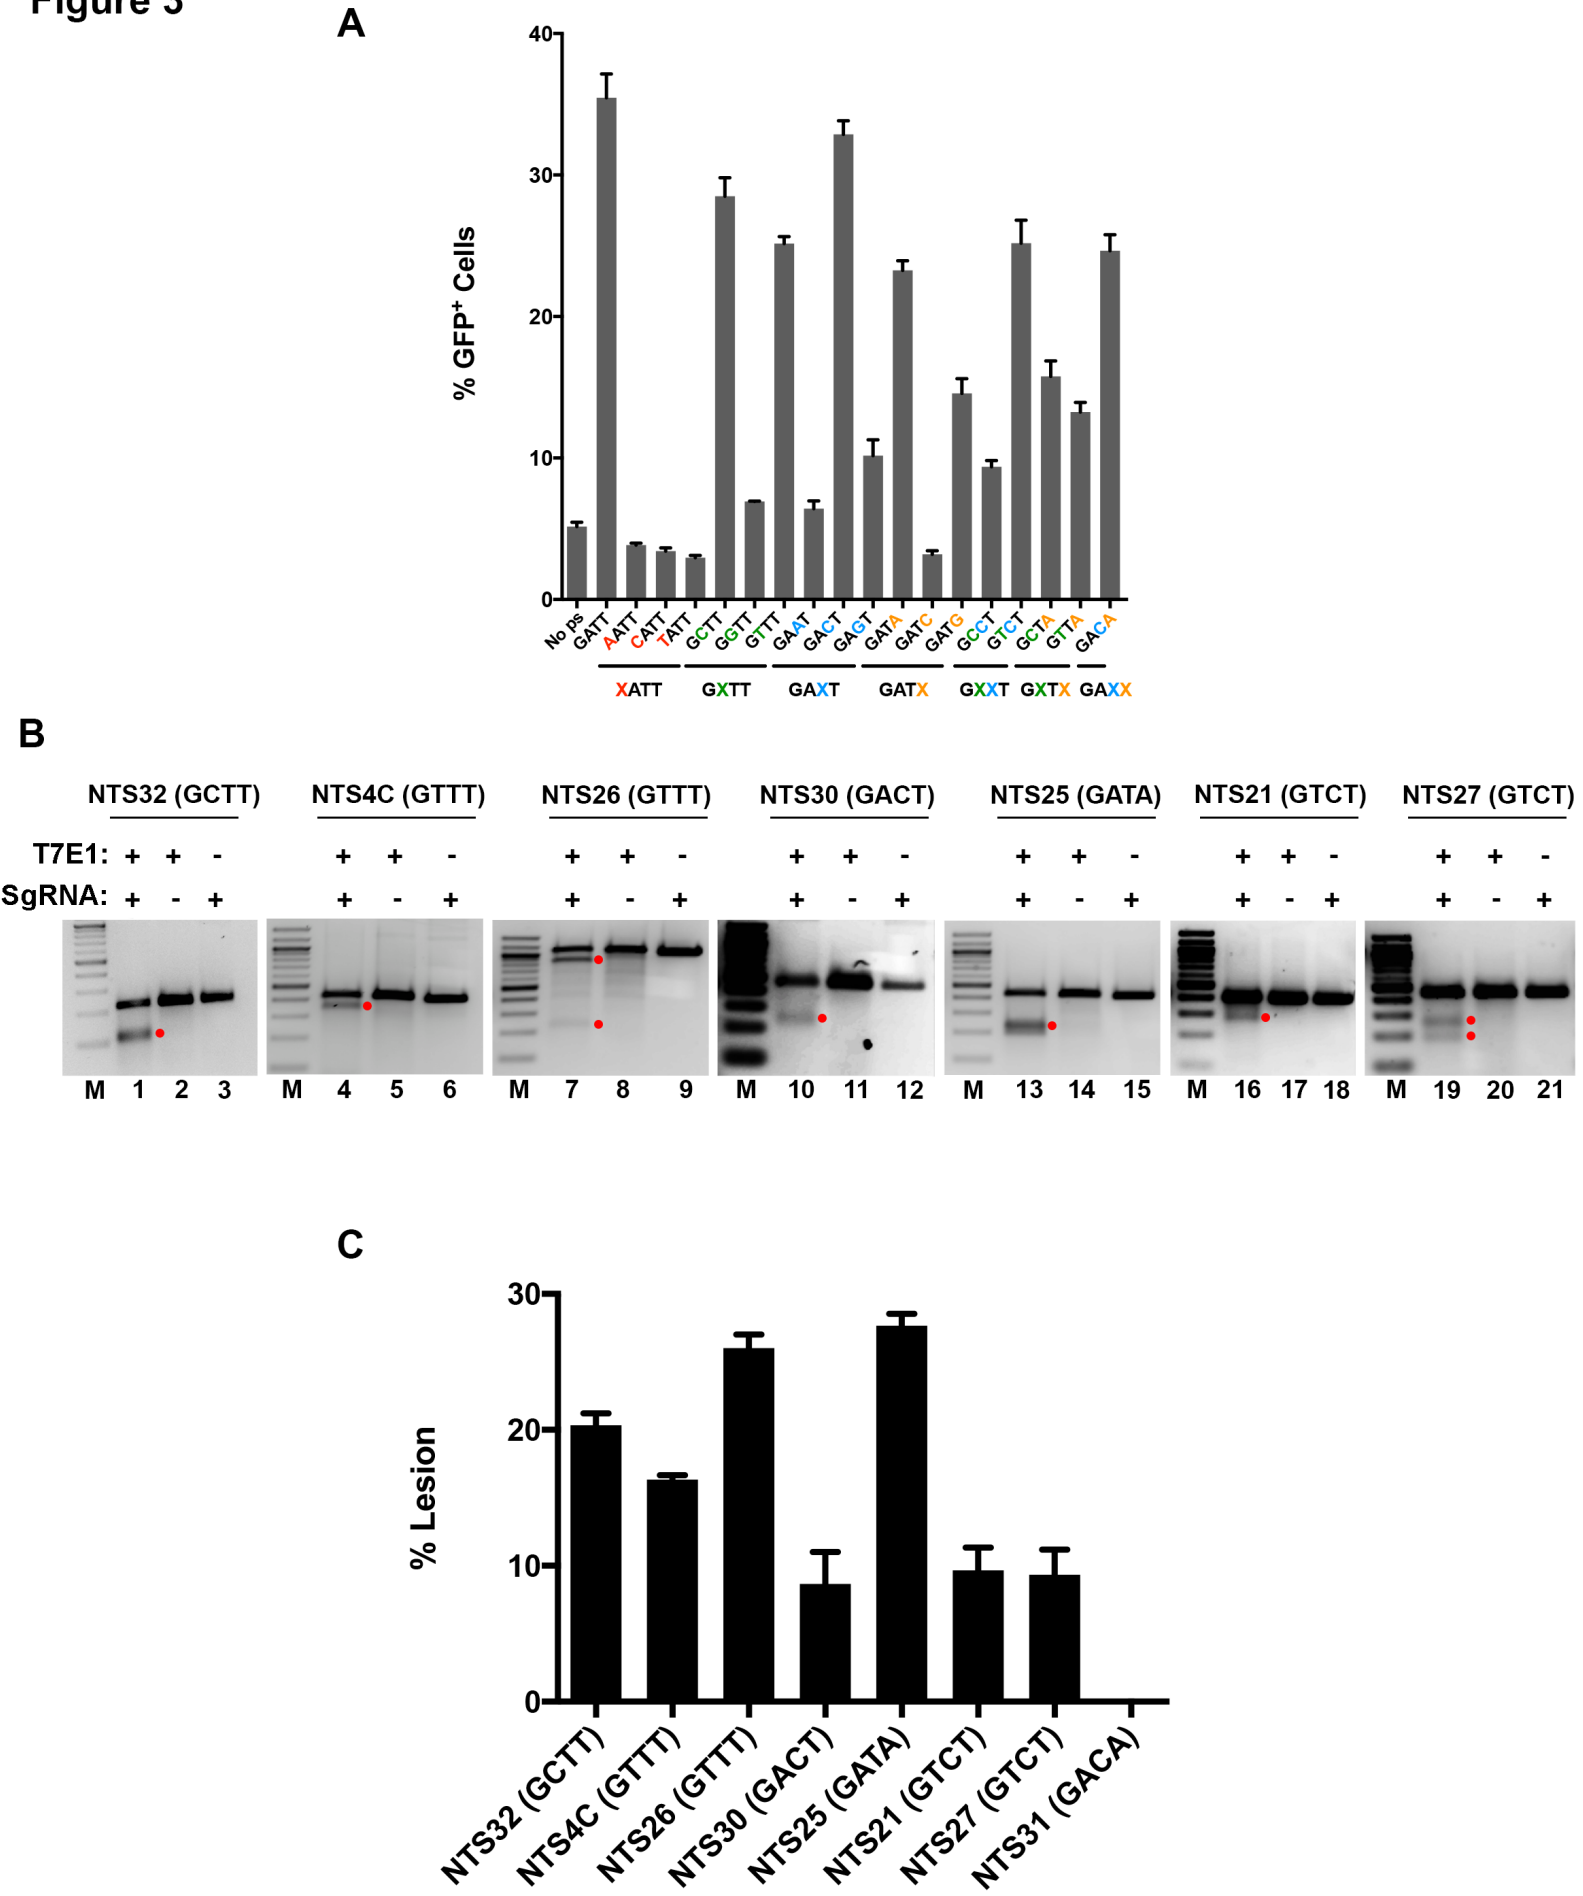 Figure 3
A
40
30
20
10
0
% GFP+ Cells
No ps GATT AATT CATT TATT GCTT GGTT GTTT GAAT GACT GAGT GATA GATC GATG GCCT GTCT GCTA GTTA GACA
XATT GXTT GAXT GATX GXXT GXTX GAXX
B
NTS32 (GCTT) NTS4C (GTTT) NTS26 (GTTT) NTS30 (GACT) NTS25 (GATA) NTS21 (GTCT) NTS27 (GTCT)
T7E1: + + - + + - + + - + + - + + - + + - + + -
SgRNA: + - + + - + + - + + - + + - + + - + + - +
M 1 2 3 M 4 5 6 M 7 8 9 M 10 11 12 M 13 14 15 M 16 17 18 M 19 20 21
C
30
20
10
0
% Lesion
NTS32 (GCTT)
NTS4C (GTTT)
NTS26 (GTTT)
NTS30 (GACT)
NTS25 (GATA)
NTS21 (GTCT)
NTS27 (GTCT)
NTS31 (GACA)